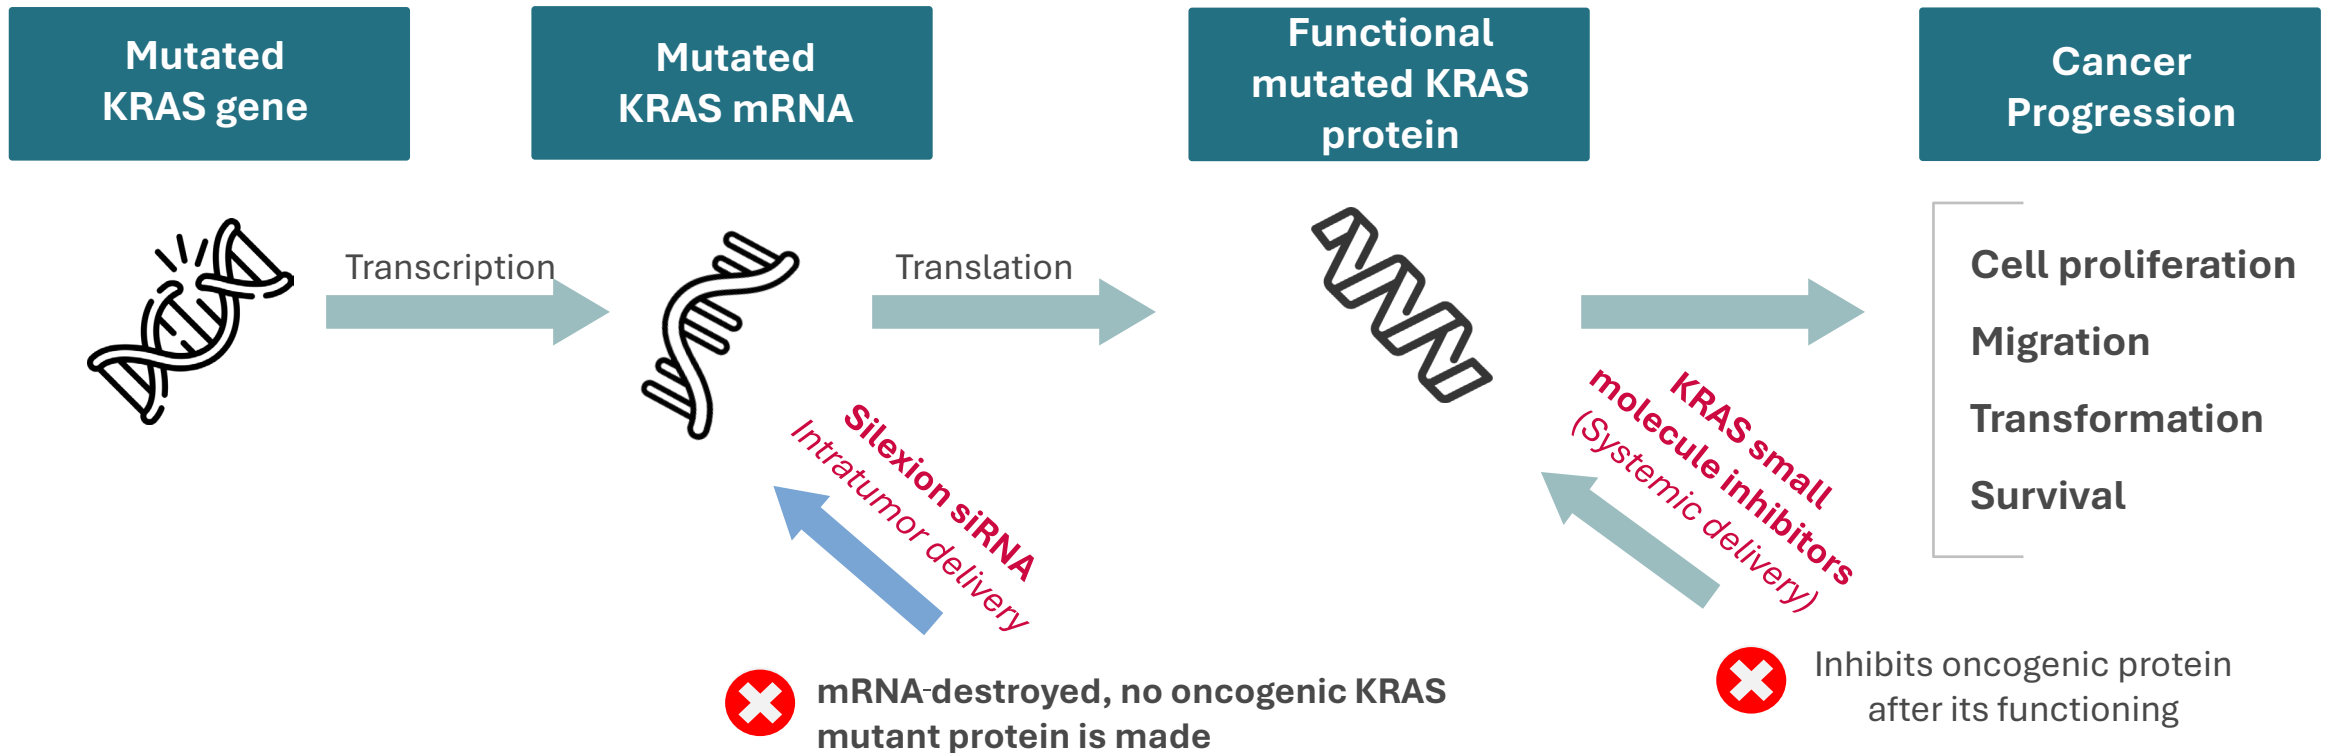 Mutated
KRAS gene
Mutated
KRAS mRNA
Functional
mutated KRAS
protein
Cancer
Progression
Transcription
Translation
Cell proliferation
Migration
Transformation
Survival
Silexion siRNA
Intratumor delivery
KRAS small
molecule inhibitors
(Systemic delivery)
mRNA-destroyed, no oncogenic KRAS
mutant protein is made
Inhibits oncogenic protein
after its functioning